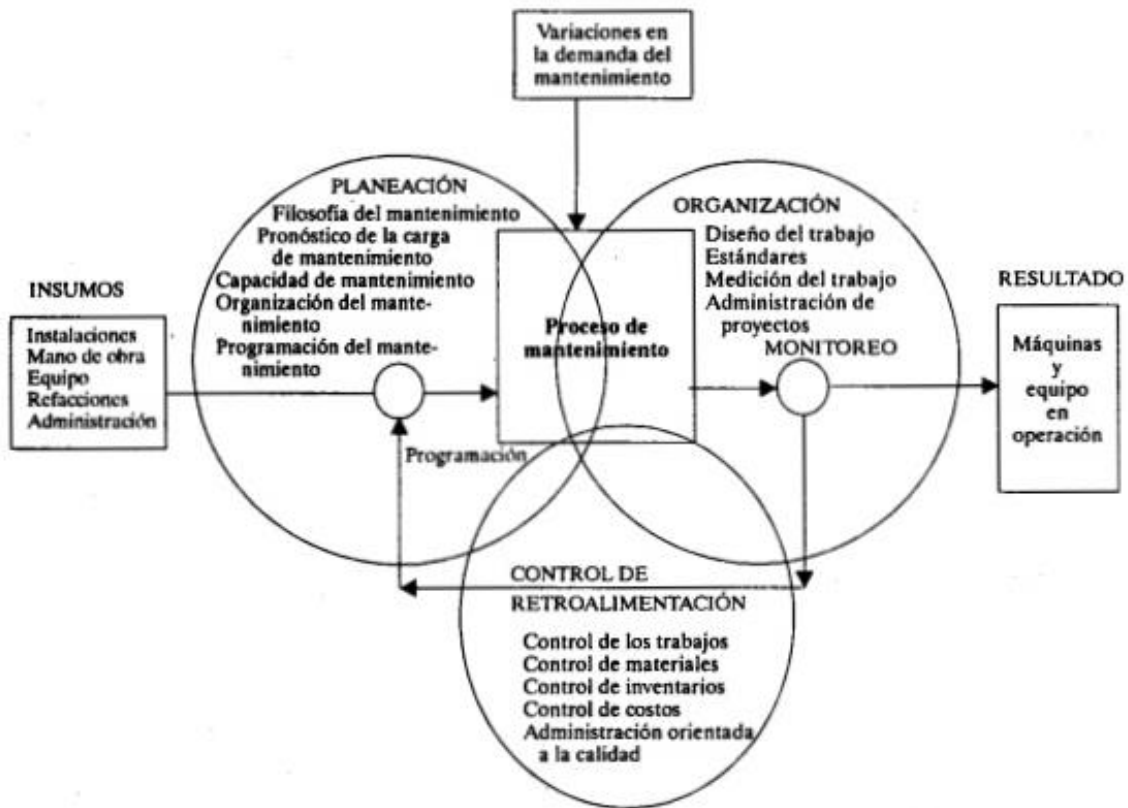 Variaciones en
la demanda del
mantenimiento
PLANEACIÓN
Filosofía del mantenimiento
Pronóstico de la carga
de mantenimiento
Capacidad de mantenimiento
Organización del mante-
nimiento
Programación del mante-
nimiento
ORGANIZACIÓN
Diseño del trabajo
Estándares
Medición del trabajo
Administración de
proyectos
MONITOREO
INSUMOS
Instalaciones
Mano de obra
Equipo
Refacciones
Administración
Proceso de
mantenimiento
RESULTADO
Máquinas
y
equipo
en
operación
Programación
CONTROL DE
RETROALIMENTACIÓN
Control de los trabajos
Control de materiales
Control de inventarios
Control de costos
Administración orientada
a la calidad